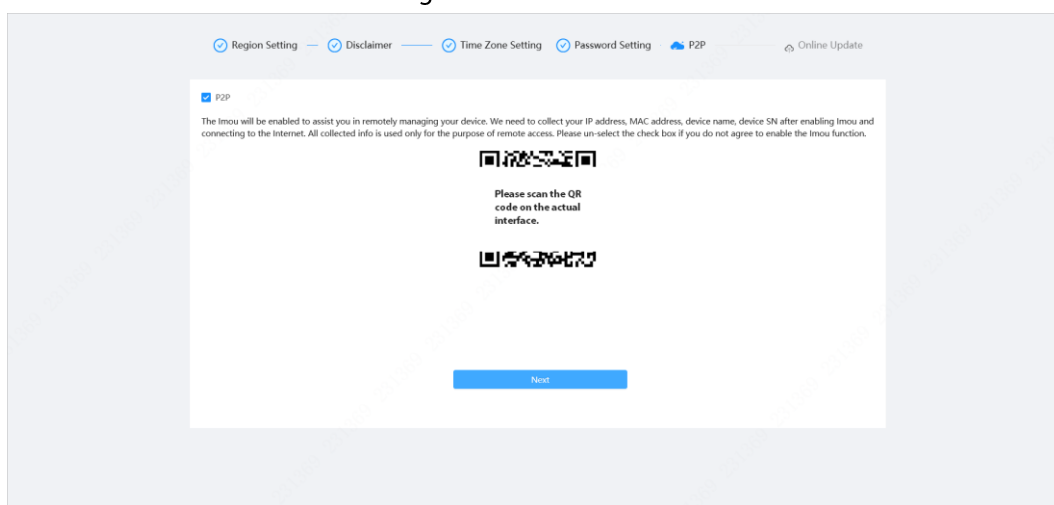 Region Setting
Disclaimer
Time Zone Setting
Password Setting
P2P
Online Update
P2P
The Imou will be enabled to assist you in remotely managing your device. We need to collect your IP address, MAC address, device name, device SN after enabling Imou and
connecting to the Internet. All collected info is used only for the purpose of remote access. Please un-select the check box if you do not agree to enable the Imou function.
Please scan the QR
code on the actual
interface.
Next